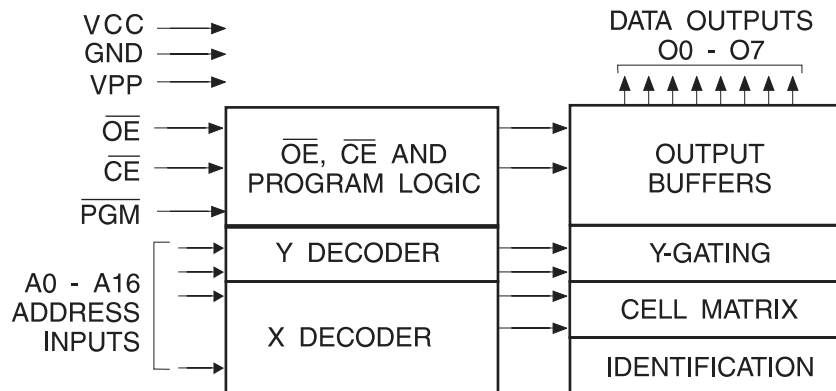 VCC
GND
VPP
DATA OUTPUTS
O0 - O7
OE
CE
PGM
OE, CE AND
PROGRAM LOGIC
OUTPUT
BUFFERS
Y DECODER
Y-GATING
A0 - A16
ADDRESS
INPUTS
X DECODER
CELL MATRIX
IDENTIFICATION